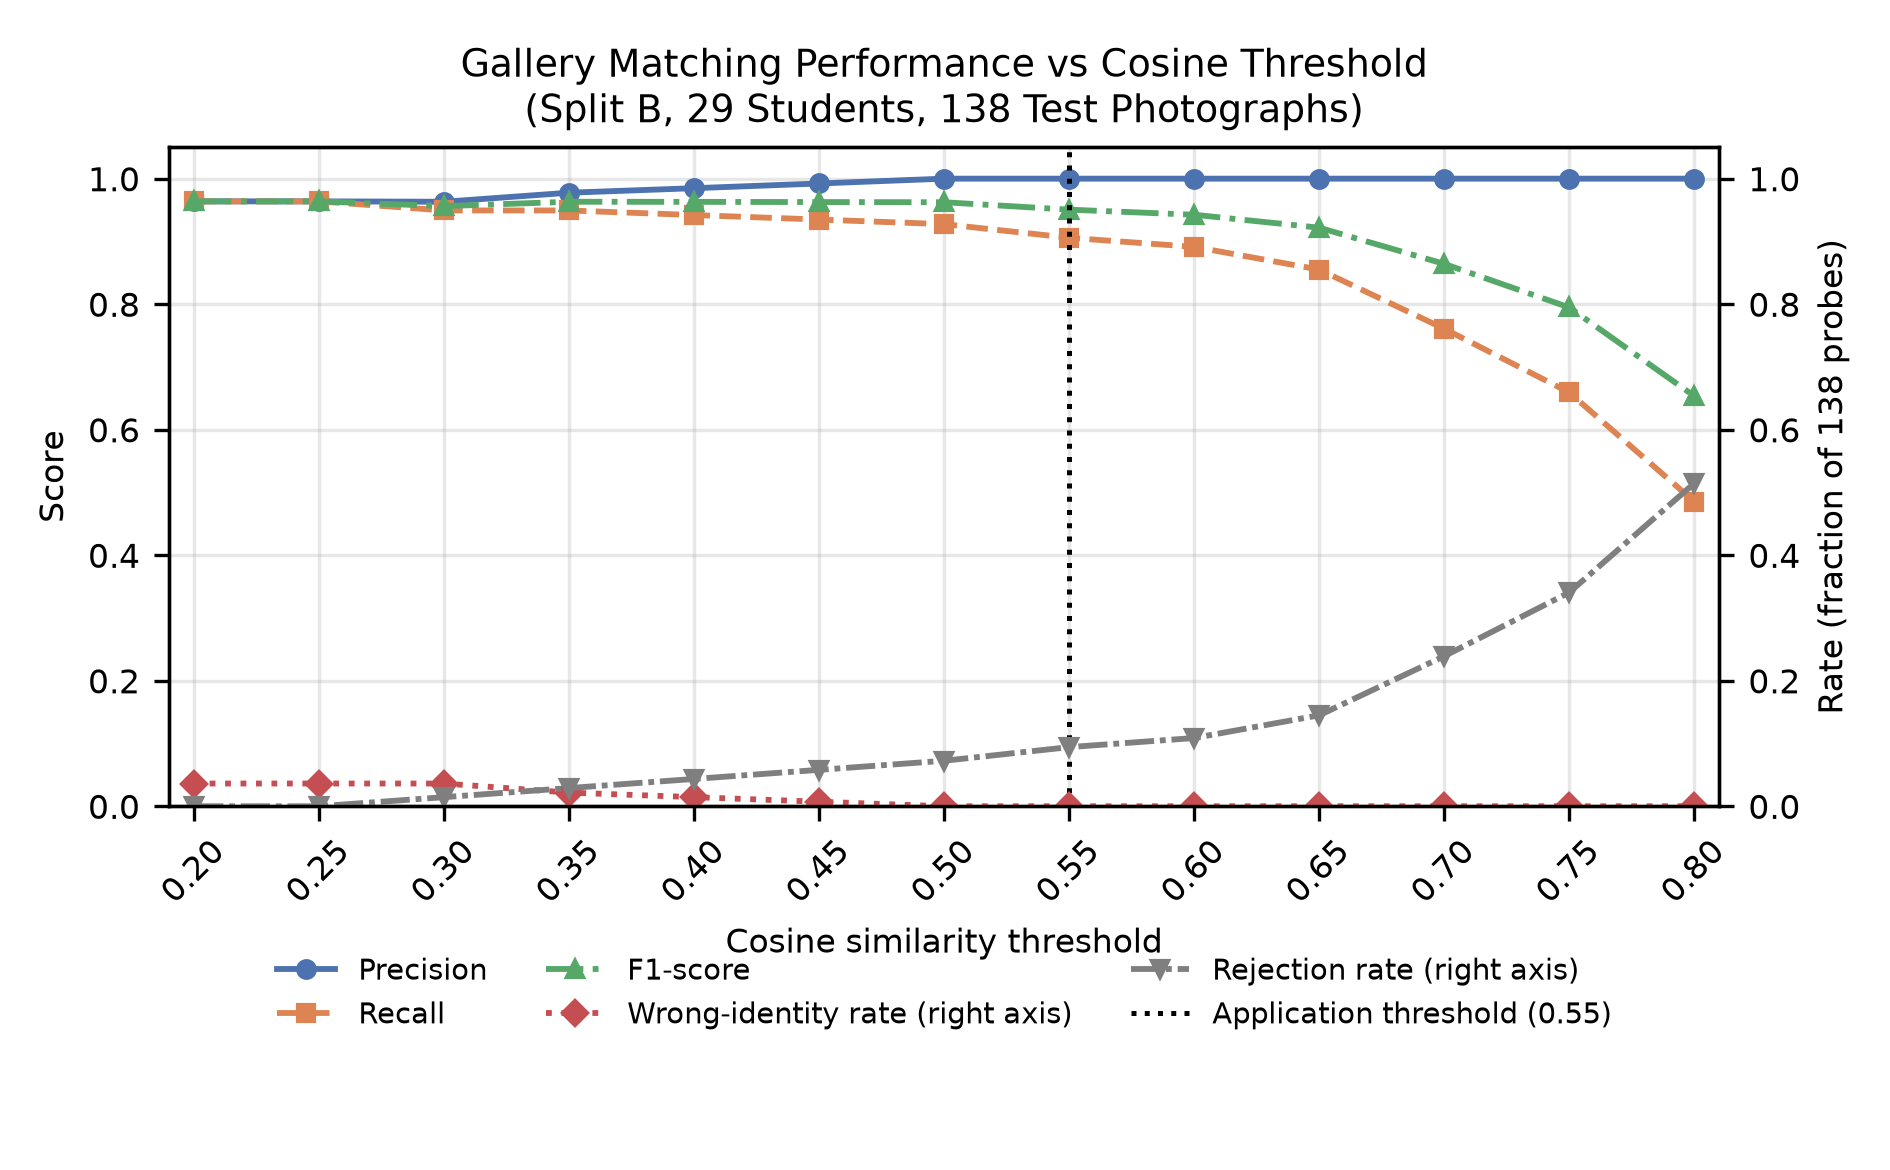 Gallery Matching Performance vs Cosine Threshold
(Split B, 29 Students, 138 Test Photographs)
Score
1.0
0.8
0.6
0.4
0.2
0.0
1.0
0.8
0.6
0.4
0.2
0.0
Rate (fraction of 138 probes)
0.20 0.25 0.30 0.35 0.40 0.45 0.50 0.55 0.60 0.65 0.70 0.75 0.80
Cosine similarity threshold
Precision F1-score Rejection rate (right axis)
Recall Wrong-identity rate (right axis) Application threshold (0.55)